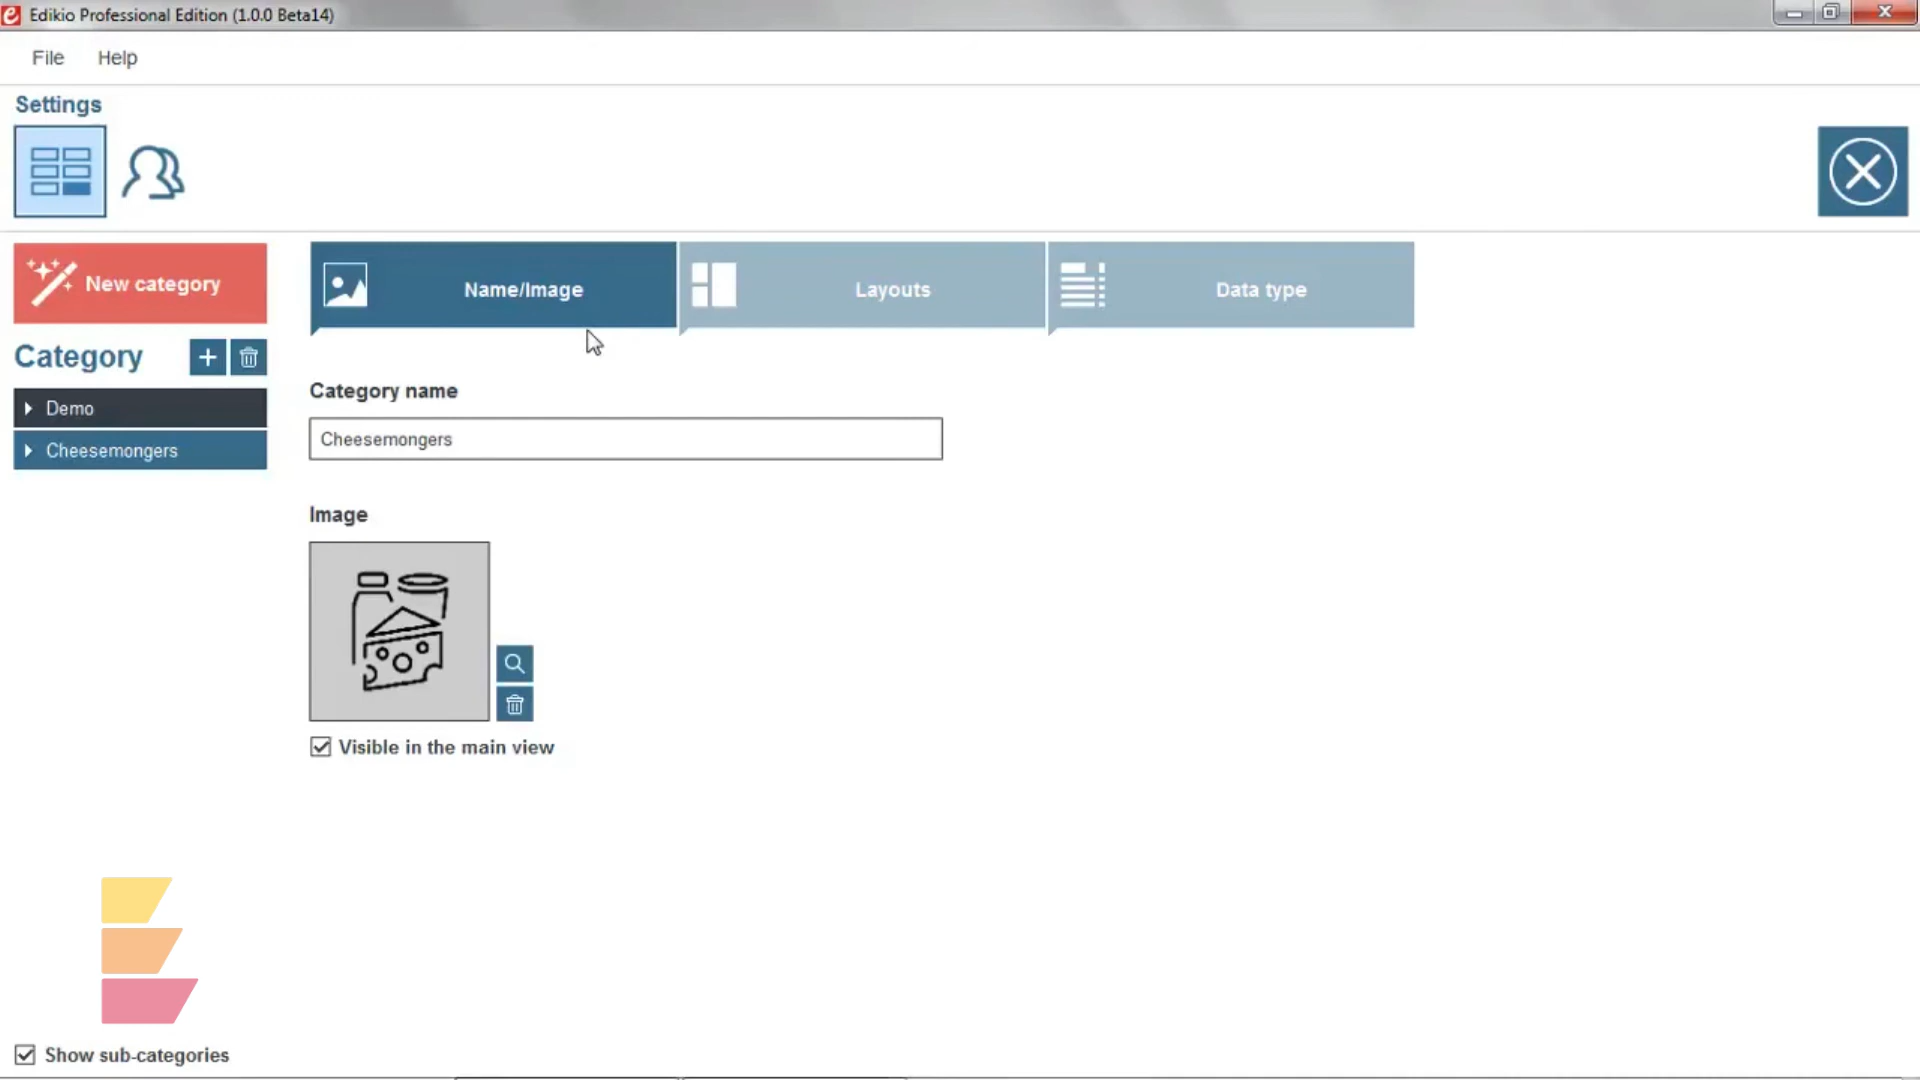 Edikio Professional Edition (1.0.0 Beta14)
File Help
Settings
New category
Name/Image
Layouts
Data type
Category
Demo
Cheesemongers
Category name
Cheesemongers
Image
Visible in the main view
Show sub-categories